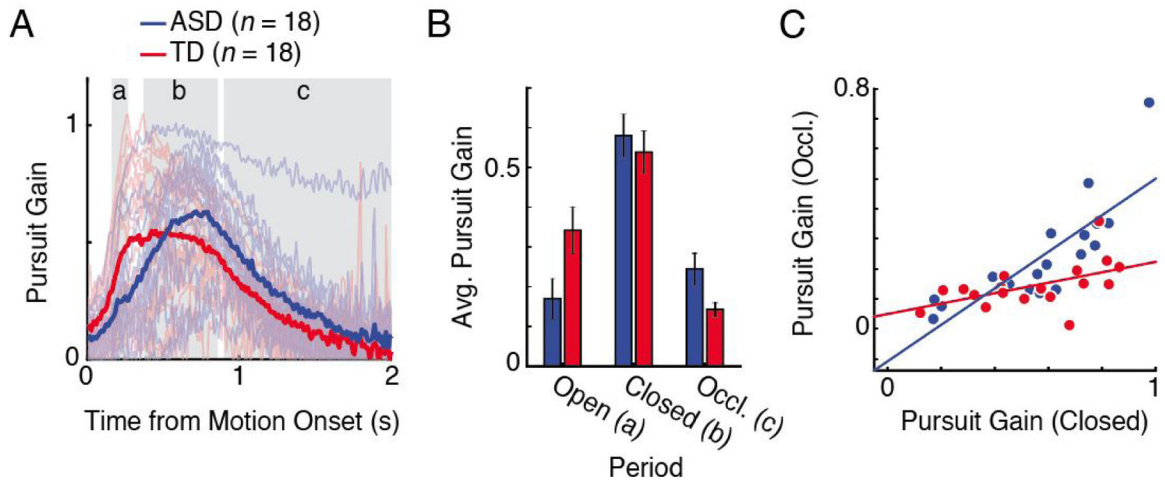 A
ASD (n = 18)
TD (n = 18)
a
b
c
1
0
Pursuit Gain
0
1
2
Time from Motion Onset (s)
B
0.5
0
Avg. Pursuit Gain
Open (a)
Closed (b)
Occl. (c)
Period
C
0.8
0
Pursuit Gain (Occl.)
0
1
Pursuit Gain (Closed)